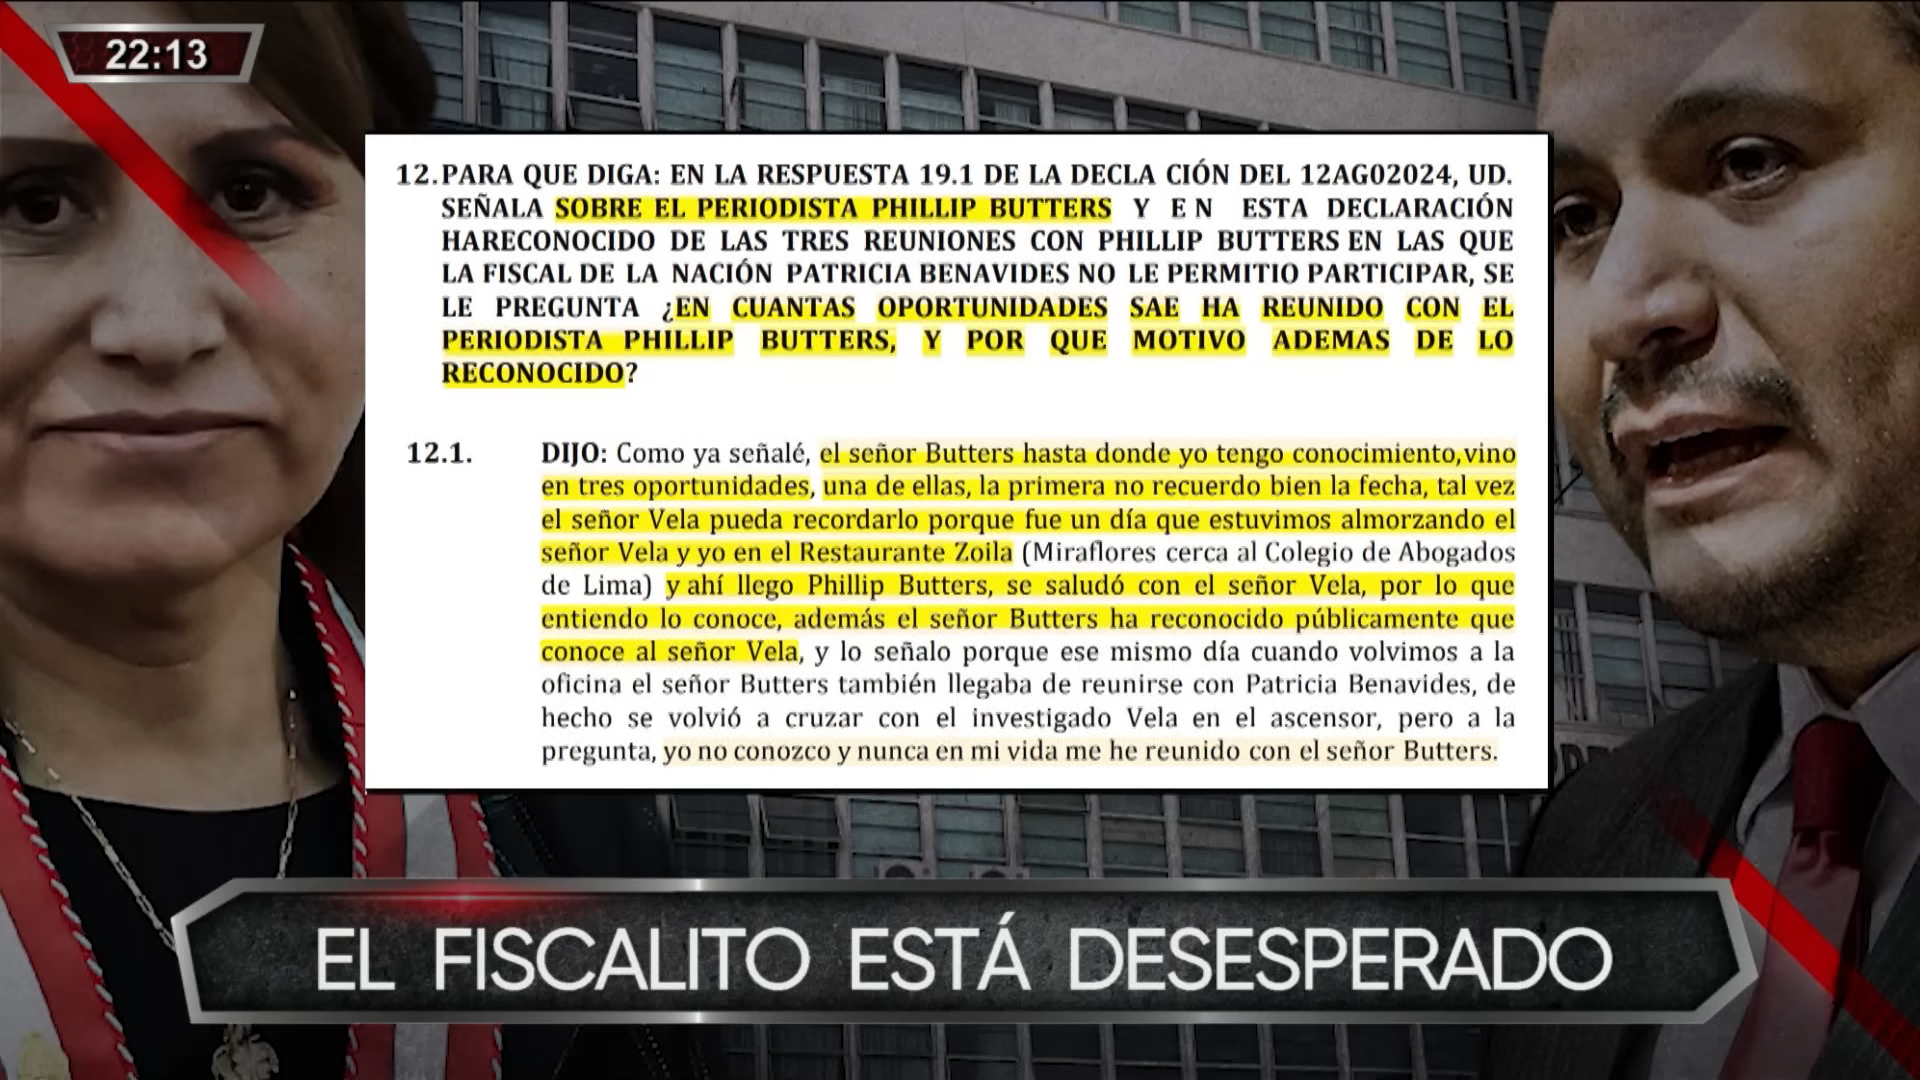 22:13
12. PARA QUE DIGA: EN LA RESPUESTA 19.1 DE LA DECLA CIÓN DEL 12AGO2024, UD.
SEÑALA SOBRE EL PERIODISTA PHILLIP BUTTERS Y E N ESTA DECLARACIÓN
HARECONOCIDO DE LAS TRES REUNIONES CON PHILLIP BUTTERS EN LAS QUE
LA FISCAL DE LA NACIÓN PATRICIA BENAVIDES NO LE PERMITIO PARTICIPAR, SE
LE PREGUNTA ¿EN CUANTAS OPORTUNIDADES SAE HA REUNIDO CON EL
PERIODISTA PHILLIP BUTTERS, Y POR QUE MOTIVO ADEMAS DE LO
RECONOCIDO?
12.1. DIJO: Como ya señalé, el señor Butters hasta donde yo tengo conocimiento,vino
en tres oportunidades, una de ellas, la primera no recuerdo bien la fecha, tal vez
el señor Vela pueda recordarlo porque fue un día que estuvimos almorzando el
señor Vela y yo en el Restaurante Zoila (Miraflores cerca al Colegio de Abogados
de Lima) y ahí llego Phillip Butters, se saludó con el señor Vela, por lo que
entiendo lo conoce, además el señor Butters ha reconocido públicamente que
conoce al señor Vela, y lo señalo porque ese mismo día cuando volvimos a la
oficina el señor Butters también llegaba de reunirse con Patricia Benavides, de
hecho se volvió a cruzar con el investigado Vela en el ascensor, pero a la
pregunta, yo no conozco y nunca en mi vida me he reunido con el señor Butters.
EL FISCALITO ESTÁ DESESPERADO